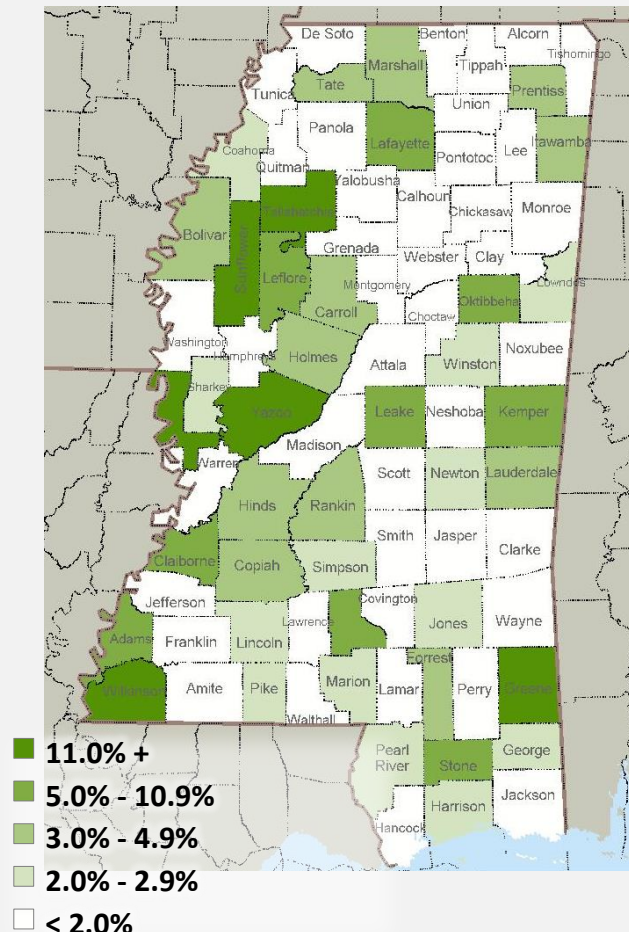 De Soto
Benton
Alcorn
Tishomingo
Marshall
Tippah
Tate
Prentiss
Tunica
Union
Panola
Lafayette
Itawamba
Lee
Pontotoc
Coahoma
Quitman
Yalobusha
Tallahatchie
Calhoun
Chickasaw
Monroe
Bolivar
Sunflower
Grenada
Webster
Clay
Leflore
Montgomery
Oktibbeha
Lowndes
Carroll
Choctaw
Washington
Humphreys
Holmes
Attala
Winston
Noxubee
Sharkey
Yazoo
Leake
Neshoba
Kemper
Madison
Warren
Scott
Newton
Lauderdale
Hinds
Rankin
Smith
Jasper
Clarke
Claiborne
Copiah
Simpson
Jefferson
Covington
Lawrence
Jones
Wayne
Adams
Franklin
Lincoln
Forrest
Wilkinson
Amite
Pike
Marion
Lamar
Perry
Greene
Walthall
Pearl
River
Stone
George
Harrison
Jackson
Hancock
11.0% +
5.0% - 10.9%
3.0% - 4.9%
2.0% - 2.9%
< 2.0%